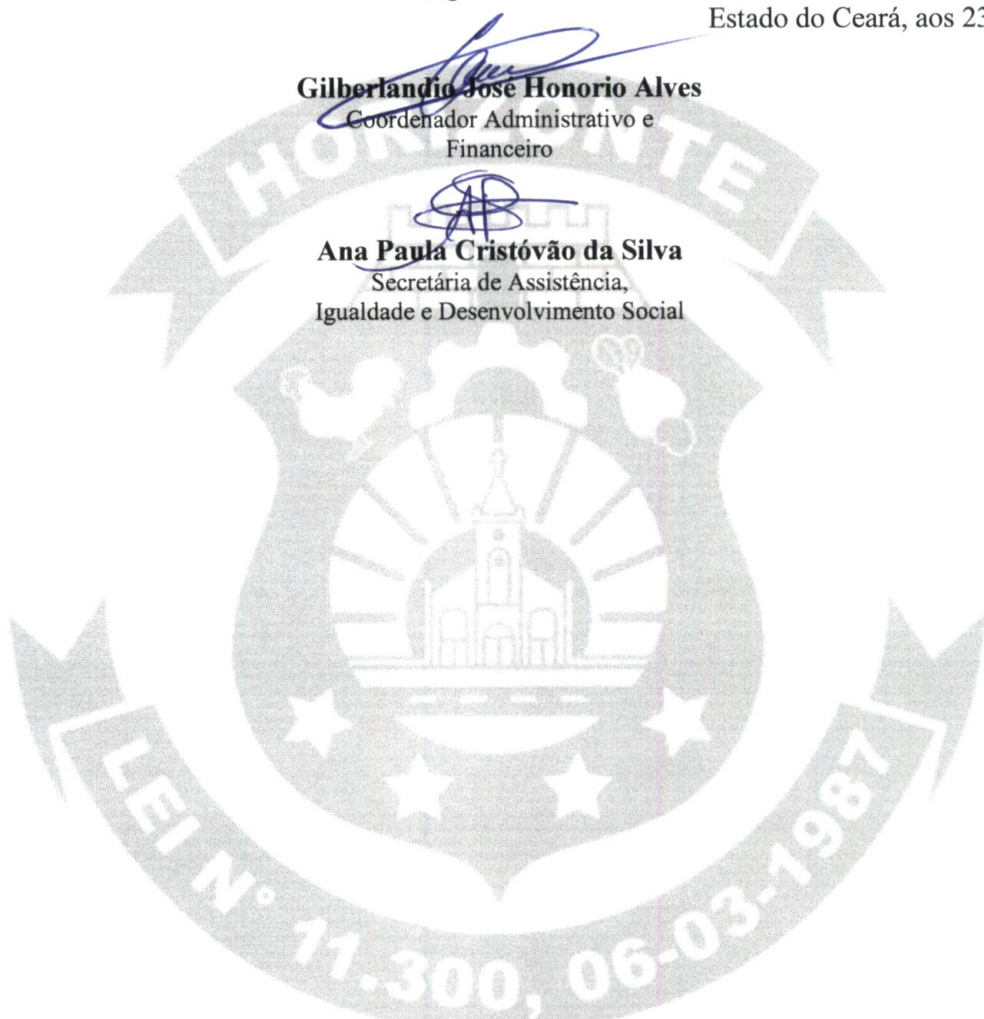 Estado do Ceará, aos 23
Gilberlandio José Honorio Alves
Coordenador Administrativo e
Financeiro
Ana Paula Cristóvão da Silva
Secretária de Assistência,
Igualdade e Desenvolvimento Social
HORIZONTE
LEI Nº 11.300, 06-03-1987